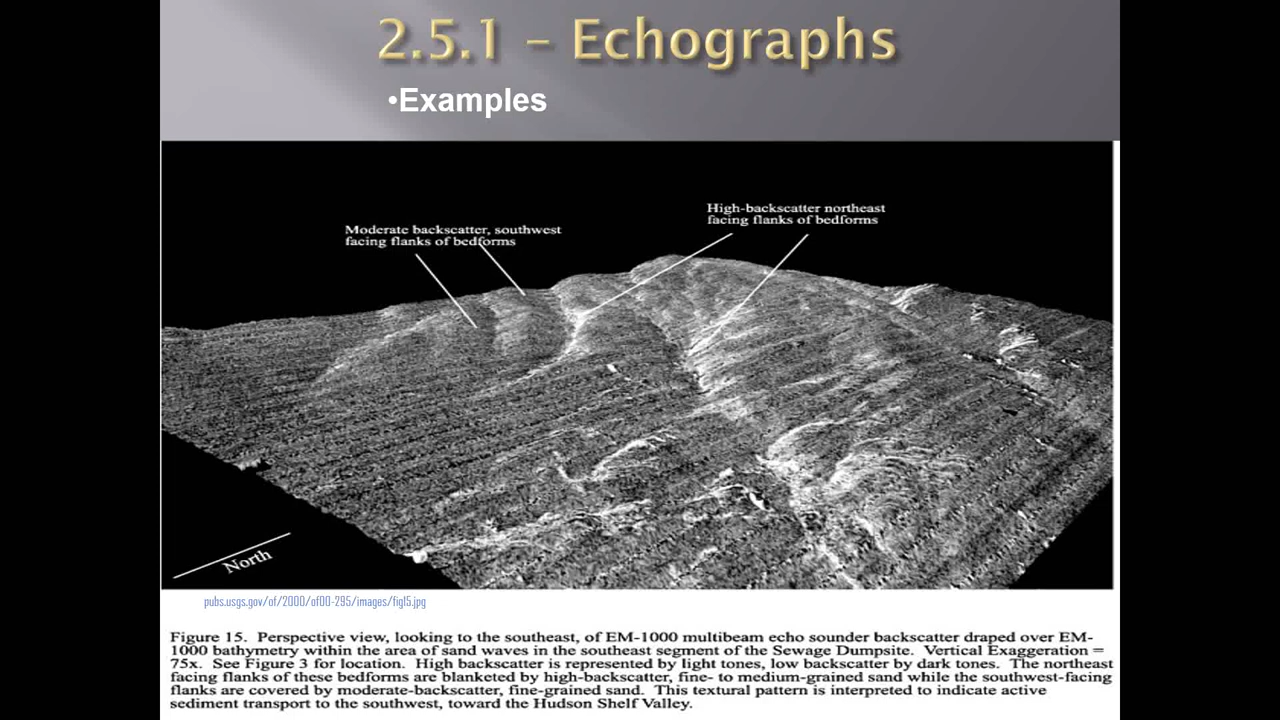 2.5.1 – Echographs
•Examples
High-backscatter northeast
facing flanks of bedforms
Moderate backscatter, southwest
facing flanks of bedforms
North
pubs.usgs.gov/of/2000/of00-295/images/fig15.jpg
Figure 15. Perspective view, looking to the southeast, of EM-1000 multibeam echo sounder backscatter draped over EM-
1000 bathymetry within the area of sand waves in the southeast segment of the Sewage Dumpsite. Vertical Exaggeration =
75x. See Figure 3 for location. High backscatter is represented by light tones, low backscatter by dark tones. The northeast
facing flanks of these bedforms are blanketed by high-backscatter, fine- to medium-grained sand while the southwest-facing
flanks are covered by moderate-backscatter, fine-grained sand. This textural pattern is interpreted to indicate active
sediment transport to the southwest, toward the Hudson Shelf Valley.